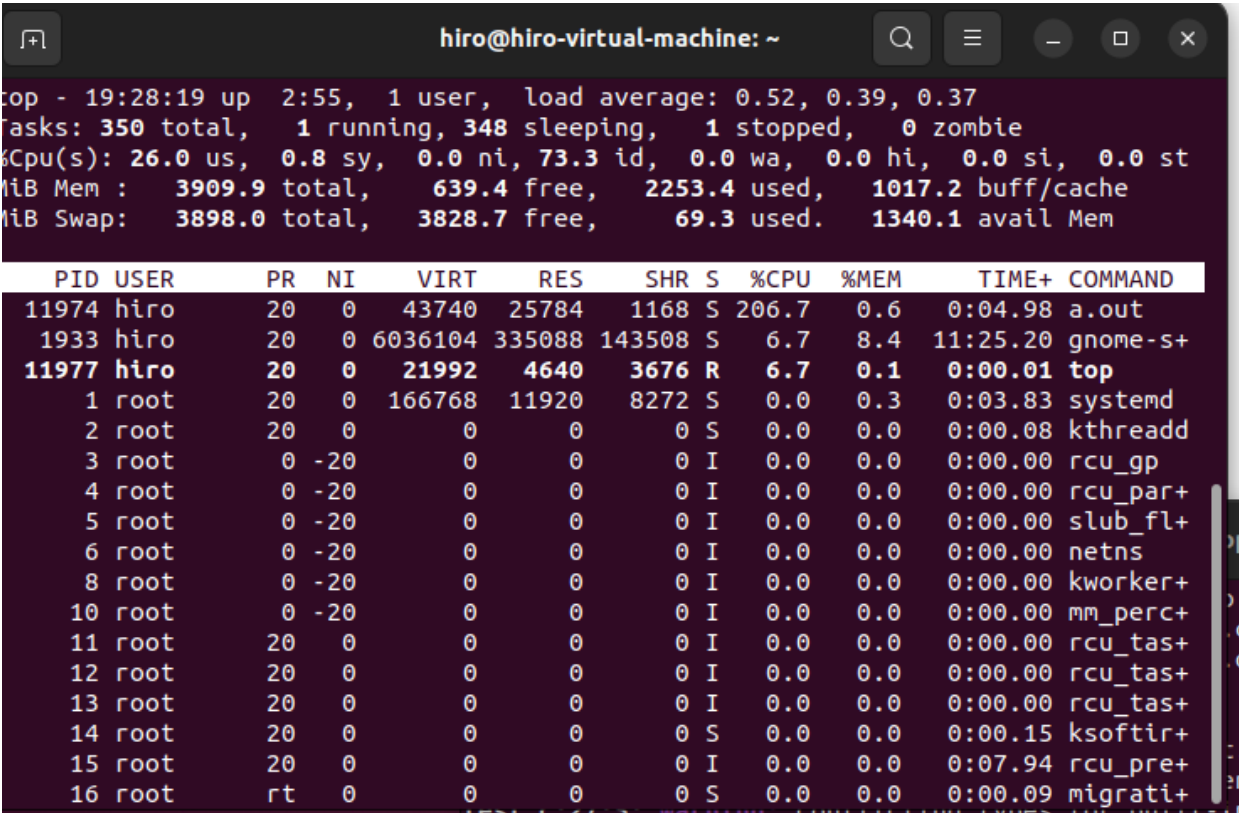 hiro@hiro-virtual-machine: ~
top - 19:28:19 up  2:55,  1 user,  load average: 0.52, 0.39, 0.37
Tasks: 350 total,   1 running, 348 sleeping,   1 stopped,   0 zombie
%Cpu(s): 26.0 us,  0.8 sy,  0.0 ni, 73.3 id,  0.0 wa,  0.0 hi,  0.0 si,  0.0 st
MiB Mem :   3909.9 total,    639.4 free,   2253.4 used,   1017.2 buff/cache
MiB Swap:   3898.0 total,   3828.7 free,     69.3 used.   1340.1 avail Mem
PID USER      PR  NI    VIRT    RES    SHR S  %CPU  %MEM     TIME+ COMMAND
11974 hiro      20   0   43740  25784   1168 S 206.7   0.6   0:04.98 a.out
1933 hiro      20   0 6036104 335088 143508 S   6.7   8.4  11:25.20 gnome-s+
11977 hiro      20   0   21992   4640   3676 R   6.7   0.1   0:00.01 top
1 root      20   0  166768  11920   8272 S   0.0   0.3   0:03.83 systemd
2 root      20   0       0      0      0 S   0.0   0.0   0:00.08 kthreadd
3 root       0 -20       0      0      0 I   0.0   0.0   0:00.00 rcu_gp
4 root       0 -20       0      0      0 I   0.0   0.0   0:00.00 rcu_par+
5 root       0 -20       0      0      0 I   0.0   0.0   0:00.00 slub_fl+
6 root       0 -20       0      0      0 I   0.0   0.0   0:00.00 netns
8 root       0 -20       0      0      0 I   0.0   0.0   0:00.00 kworker+
10 root       0 -20       0      0      0 I   0.0   0.0   0:00.00 mm_perc+
11 root      20   0       0      0      0 I   0.0   0.0   0:00.00 rcu_tas+
12 root      20   0       0      0      0 I   0.0   0.0   0:00.00 rcu_tas+
13 root      20   0       0      0      0 I   0.0   0.0   0:00.00 rcu_tas+
14 root      20   0       0      0      0 S   0.0   0.0   0:00.15 ksoftir+
15 root      20   0       0      0      0 I   0.0   0.0   0:07.94 rcu_pre+
16 root      rt   0       0      0      0 S   0.0   0.0   0:00.09 migrati+